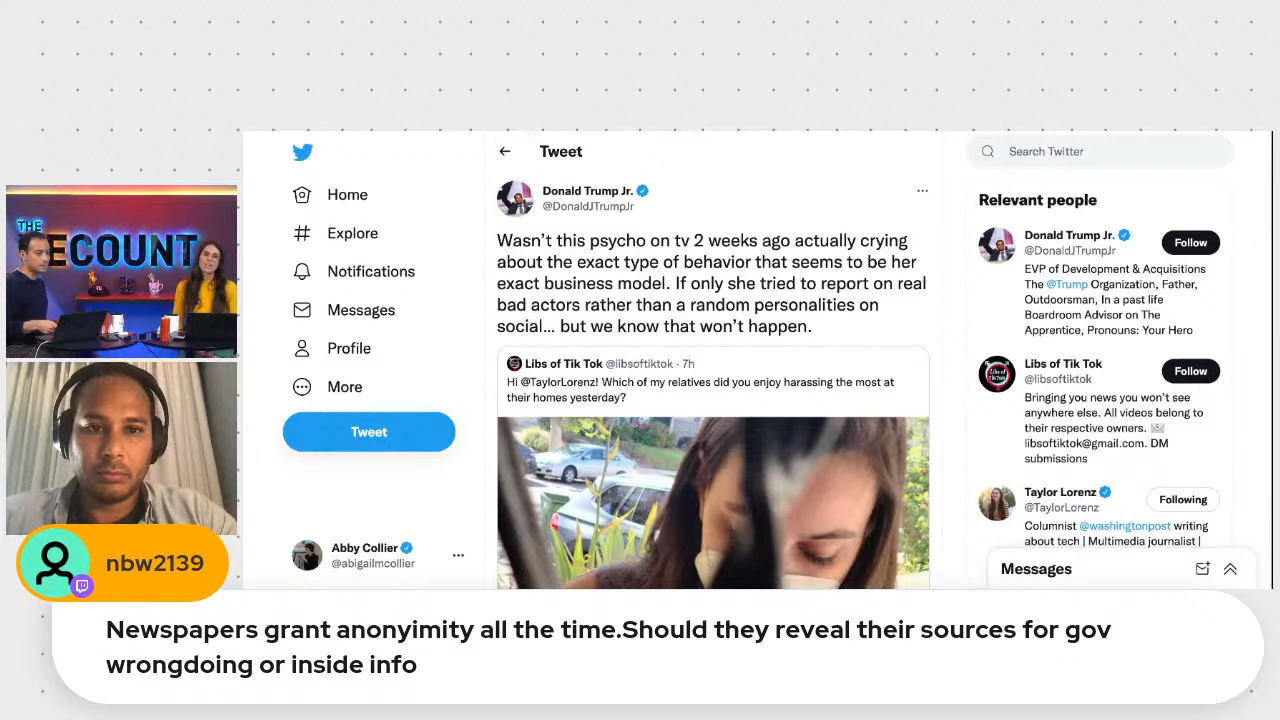 THE
RECOUNT
Home
Explore
Notifications
Messages
Profile
More
Tweet
Abby Collier
@abigailmcollier
Tweet
Donald Trump Jr.
@DonaldJTrumpJr
Wasn't this psycho on tv 2 weeks ago actually crying
about the exact type of behavior that seems to be her
exact business model. If only she tried to report on real
bad actors rather than a random personalities on
social... but we know that won't happen.
Libs of Tik Tok @libsoftiktok · 7h
Hi @TaylorLorenz! Which of my relatives did you enjoy harassing the most at
their homes yesterday?
Search Twitter
Relevant people
Donald Trump Jr.
@DonaldJTrumpJr
Follow
EVP of Development & Acquisitions
The @Trump Organization, Father,
Outdoorsman, In a past life
Boardroom Advisor on The
Apprentice, Pronouns: Your Hero
Libs of Tik Tok
@libsoftiktok
Follow
Bringing you news you won't see
anywhere else. All videos belong to
their respective owners. 📧
libsoftiktok@gmail.com. DM
submissions
Taylor Lorenz
@TaylorLorenz
Following
Columnist @washingtonpost writing
about tech | Multimedia journalist |
Messages
nbw2139
Newspapers grant anonyimity all the time.Should they reveal their sources for gov
wrongdoing or inside info